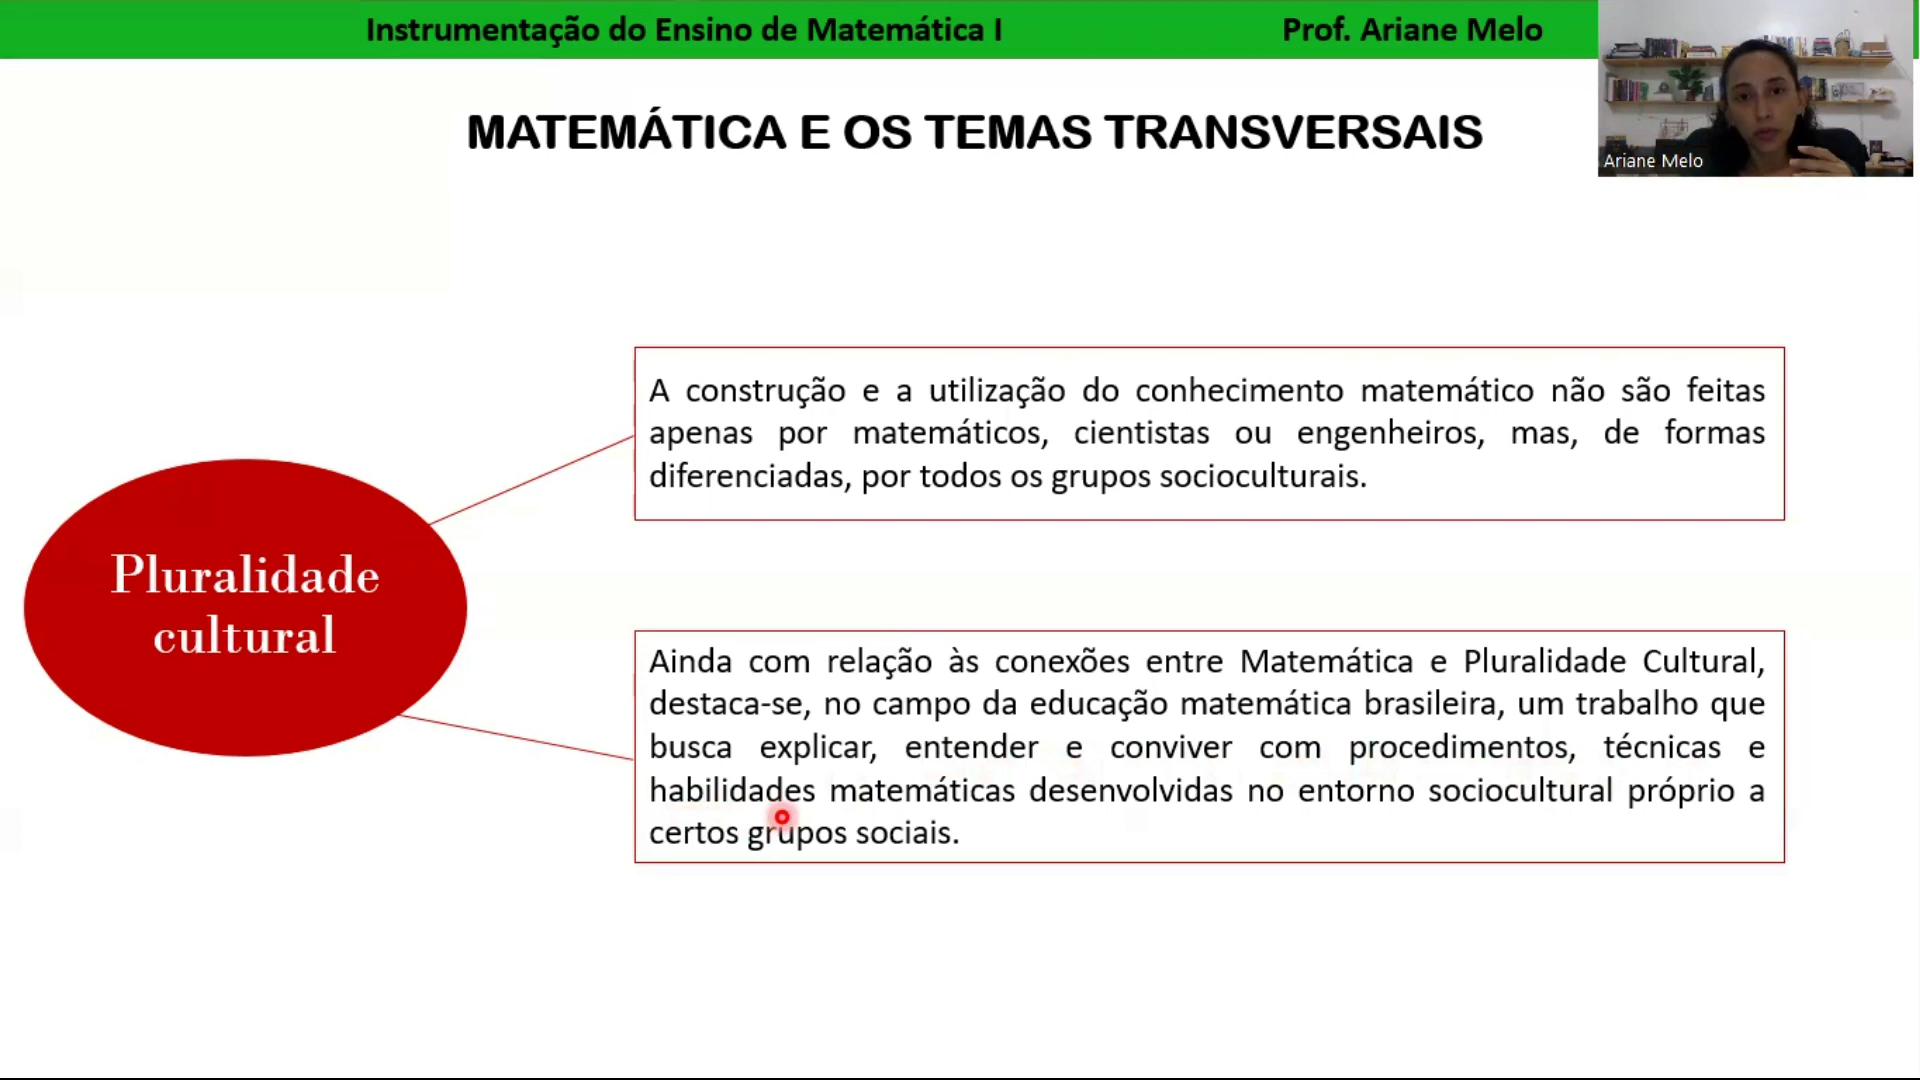 Instrumentação do Ensino de Matemática I
Prof. Ariane Melo
Ariane Melo
MATEMÁTICA E OS TEMAS TRANSVERSAIS
Pluralidade
cultural
A construção e a utilização do conhecimento matemático não são feitas
apenas por matemáticos, cientistas ou engenheiros, mas, de formas
diferenciadas, por todos os grupos socioculturais.
Ainda com relação às conexões entre Matemática e Pluralidade Cultural,
destaca-se, no campo da educação matemática brasileira, um trabalho que
busca explicar, entender e conviver com procedimentos, técnicas e
habilidades matemáticas desenvolvidas no entorno sociocultural próprio a
certos grupos sociais.